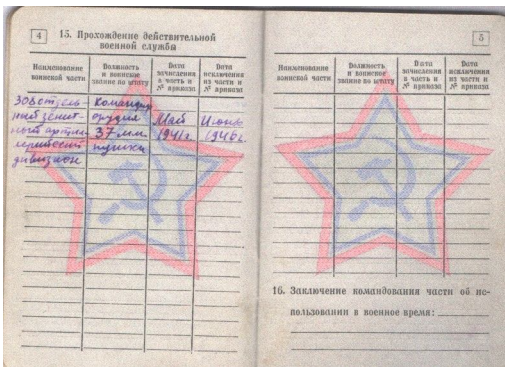 4
15. Прохождение действительной
военной службы
Наименование
воинской части
Должность
и воинское
звание по штату
Дата
зачисления
в часть и
№ приказа
Дата
исключения
из части и
№ приказа
308 отдель-
ный зенит-
ный артил-
лерийский
дивизион
Командир
орудия
37 мм.
пушки
Май
1941г.
Июнь
1946г.
5
Наименование
воинской части
Должность
и воинское
звание по штату
Дата
зачисления
в часть и
№ приказа
Дата
исключения
из части и
№ приказа
16. Заключение командования части об ис-
пользовании в военное время: